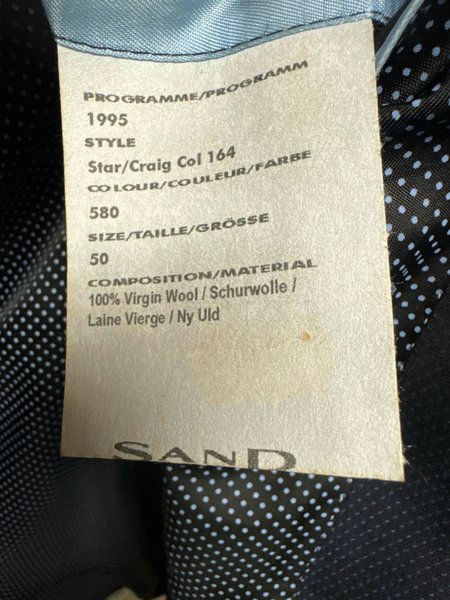 PROGRAMME/PROGRAMM
1995
STYLE
Star/Craig Col 164
COLOUR/COULEUR/FARBE
580
SIZE/TAILLE/GRÖSSE
50
COMPOSITION/MATERIAL
100% Virgin Wool / Schurwolle /
Laine Vierge / Ny Uld
SAND